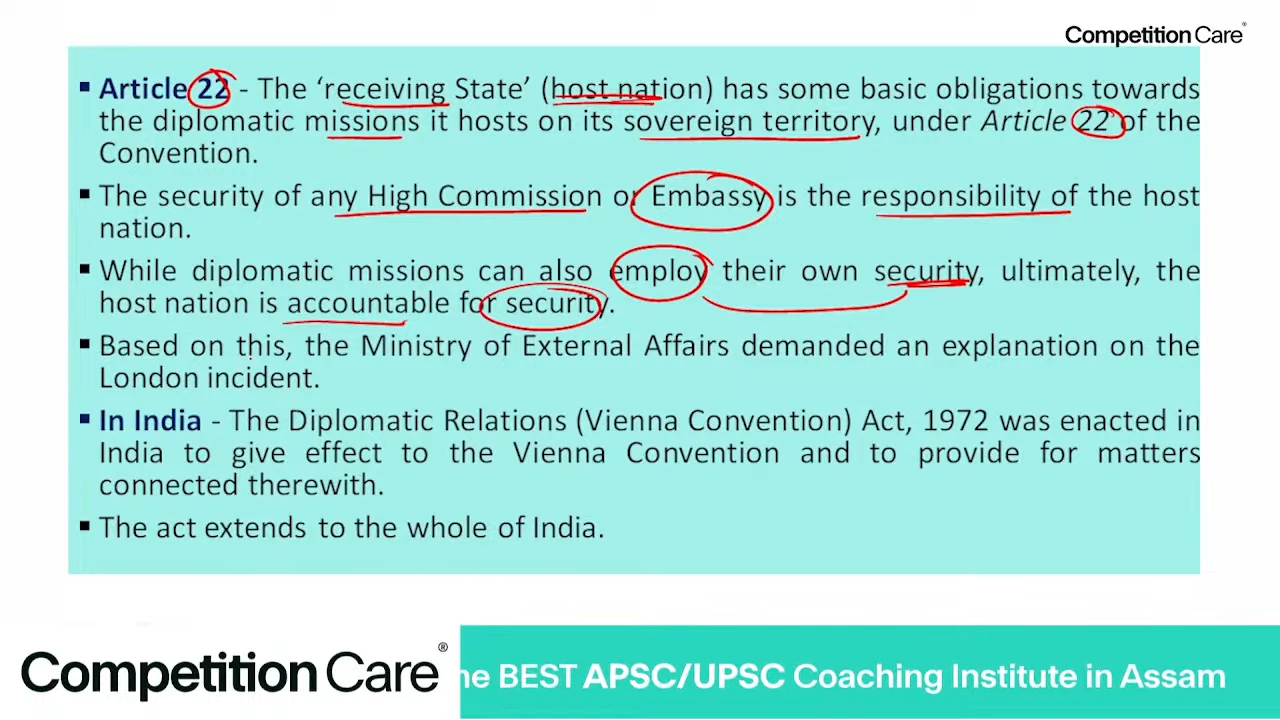 Competition Care®
▪ Article 22 - The ‘receiving State’ (host nation) has some basic obligations towards
the diplomatic missions it hosts on its sovereign territory, under Article 22 of the
Convention.
▪ The security of any High Commission or Embassy is the responsibility of the host
nation.
▪ While diplomatic missions can also employ their own security, ultimately, the
host nation is accountable for security.
▪ Based on this, the Ministry of External Affairs demanded an explanation on the
London incident.
▪ In India - The Diplomatic Relations (Vienna Convention) Act, 1972 was enacted in
India to give effect to the Vienna Convention and to provide for matters
connected therewith.
▪ The act extends to the whole of India.
Competition Care®
he BEST APSC/UPSC Coaching Institute in Assam